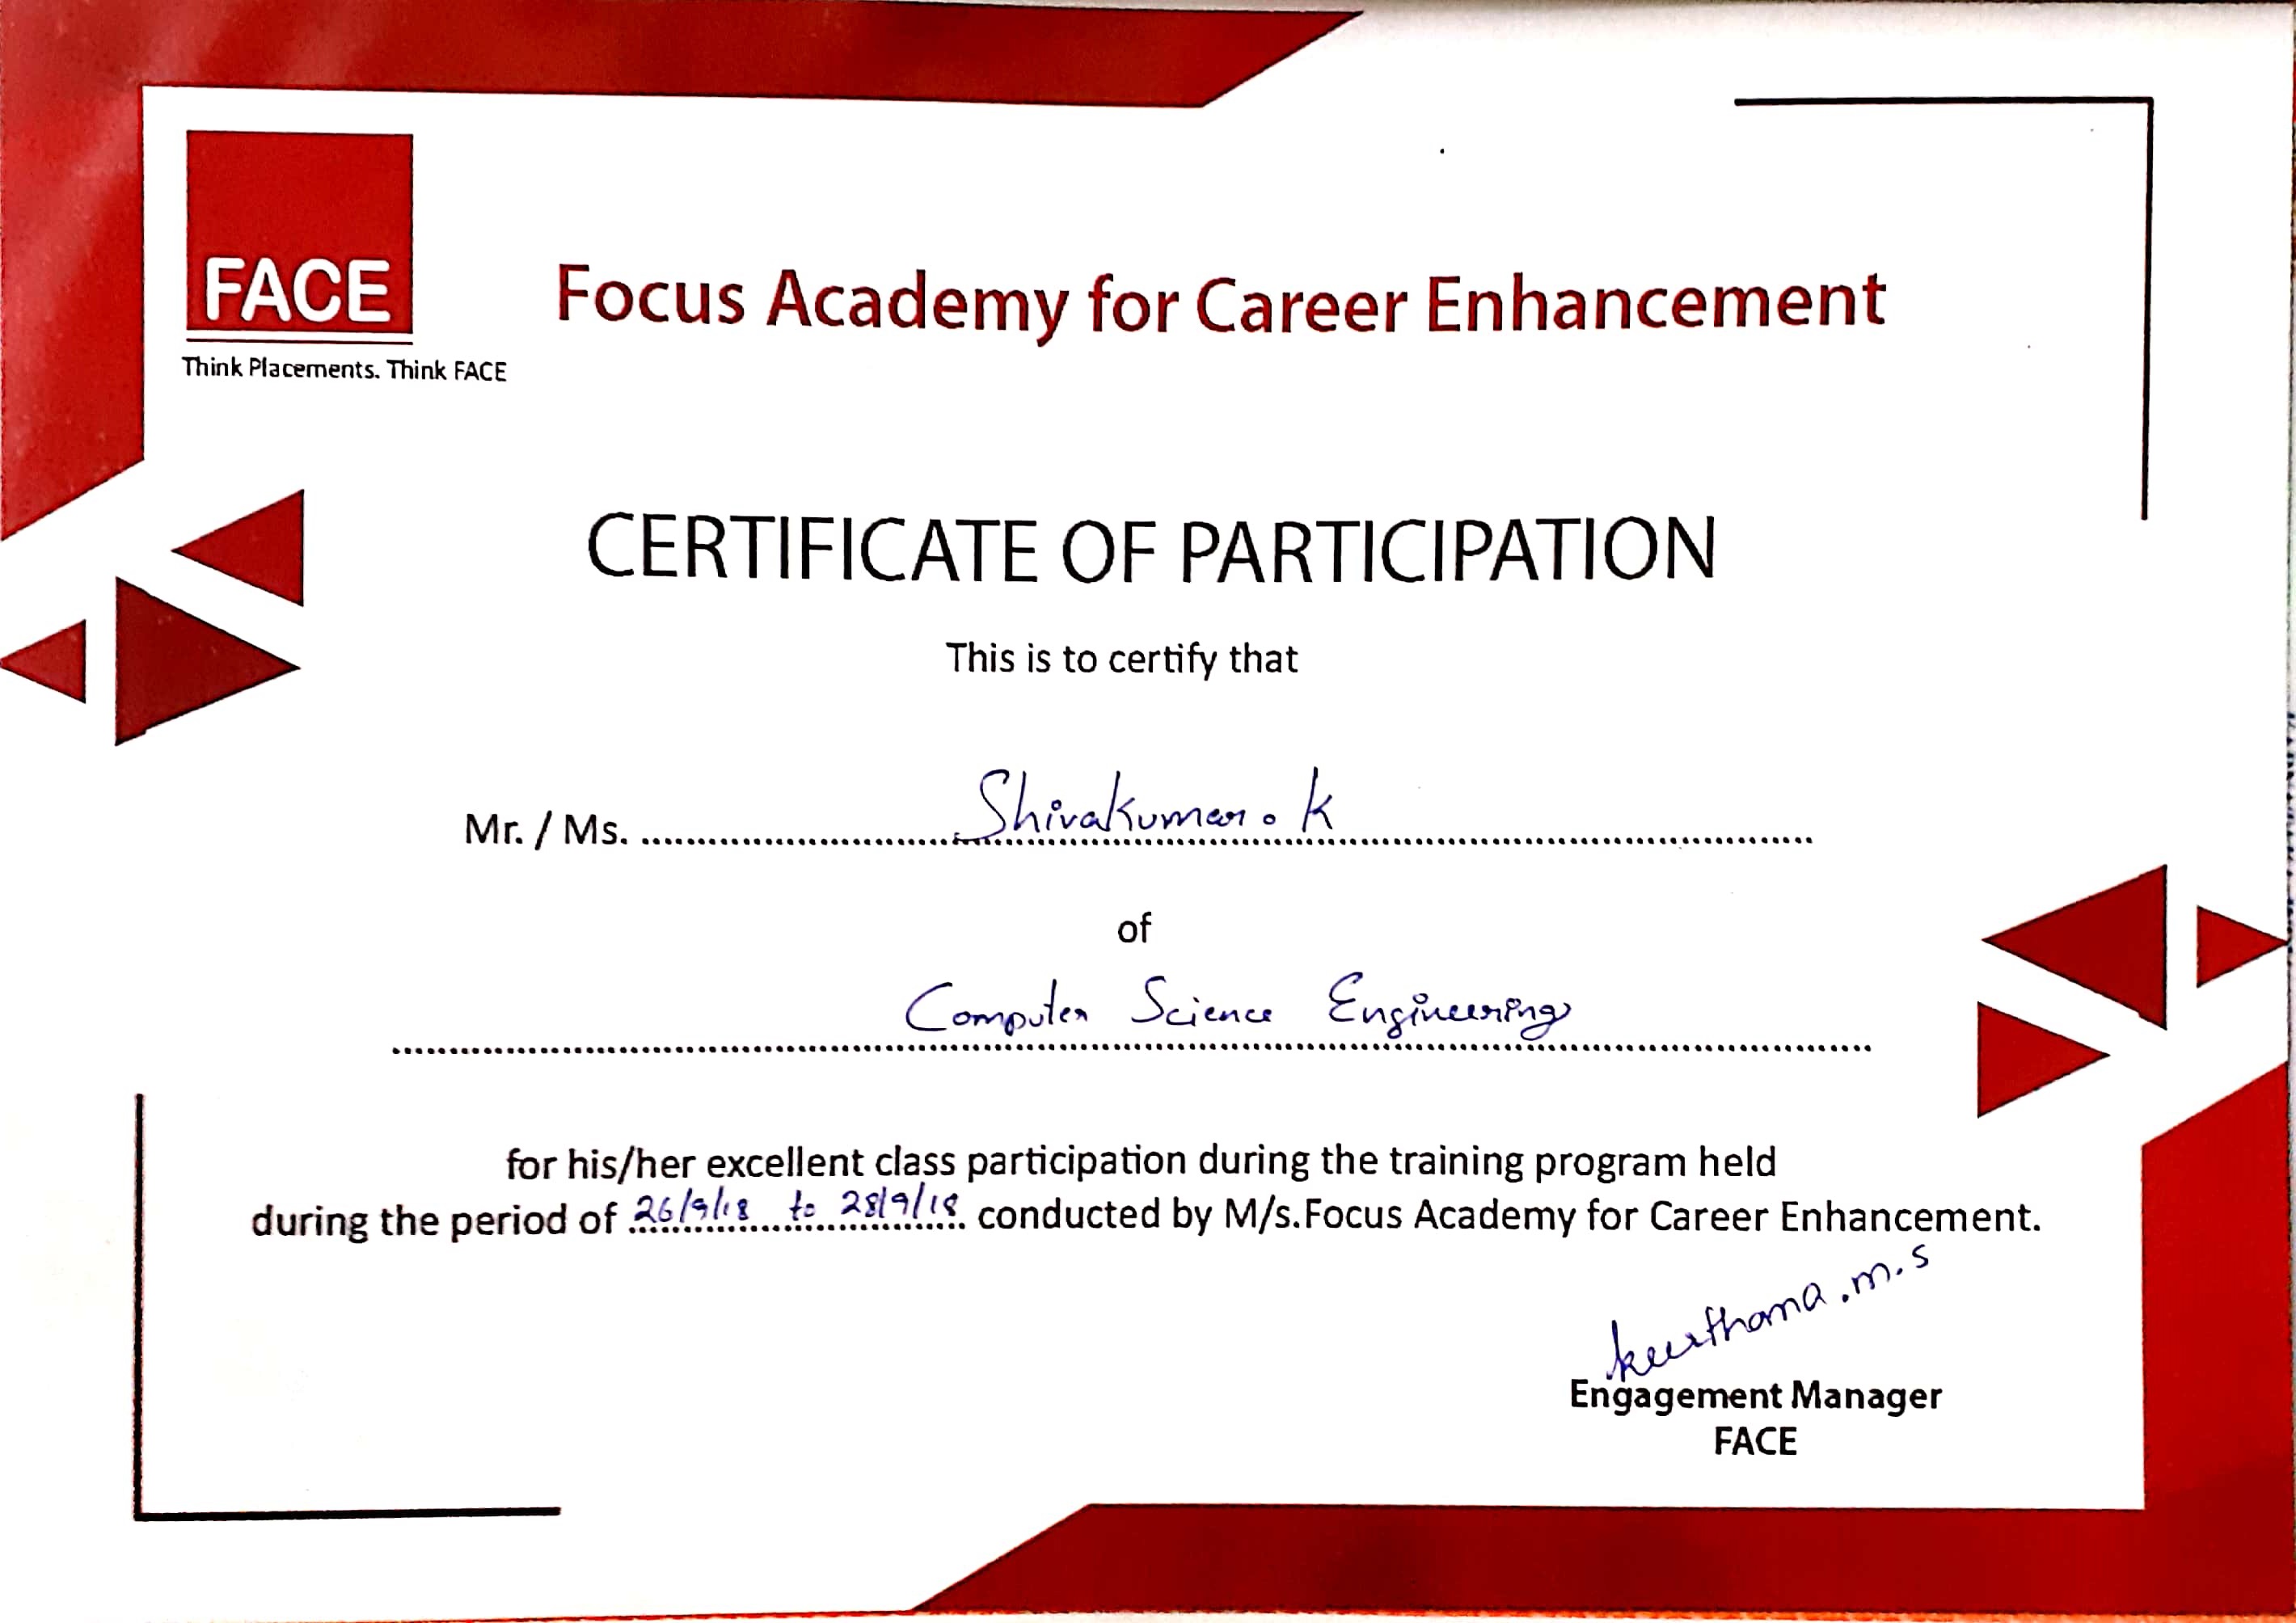 FACE
Think Placements. Think FACE
Focus Academy for Career Enhancement
CERTIFICATE OF PARTICIPATION
This is to certify that
Mr. / Ms. Shivakumar . K
of
Computer Science Engineering
for his/her excellent class participation during the training program held
during the period of 26/9/18 to 28/9/18 conducted by M/s.Focus Academy for Career Enhancement.
keerthana . m . s
Engagement Manager
FACE